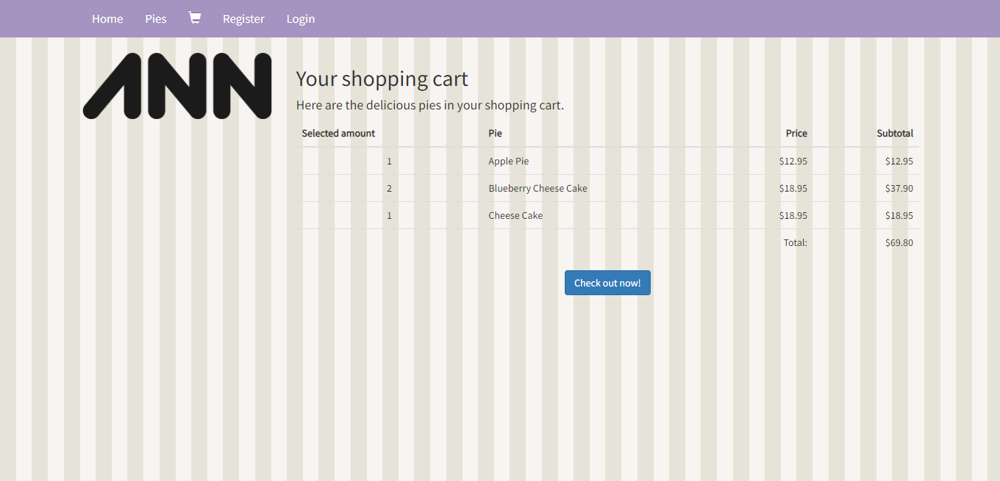 Home Pies Register Login
ANN
Your shopping cart
Here are the delicious pies in your shopping cart.
Selected amount Pie Price Subtotal
1 Apple Pie $12.95 $12.95
2 Blueberry Cheese Cake $18.95 $37.90
1 Cheese Cake $18.95 $18.95
Total: $69.80
Check out now!